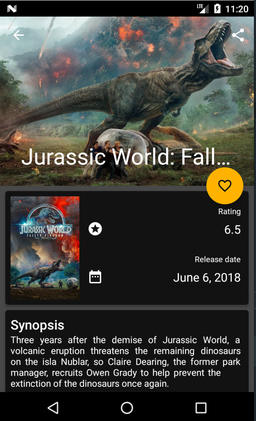 LTE
11:20
Jurassic World: Fall...
Rating
6.5
Release date
June 6, 2018
JURASSIC WORLD
FALLEN KINGDOM
Synopsis
Three years after the demise of Jurassic World, a
volcanic eruption threatens the remaining dinosaurs
on the isla Nublar, so Claire Dearing, the former park
manager, recruits Owen Grady to help prevent the
extinction of the dinosaurs once again.